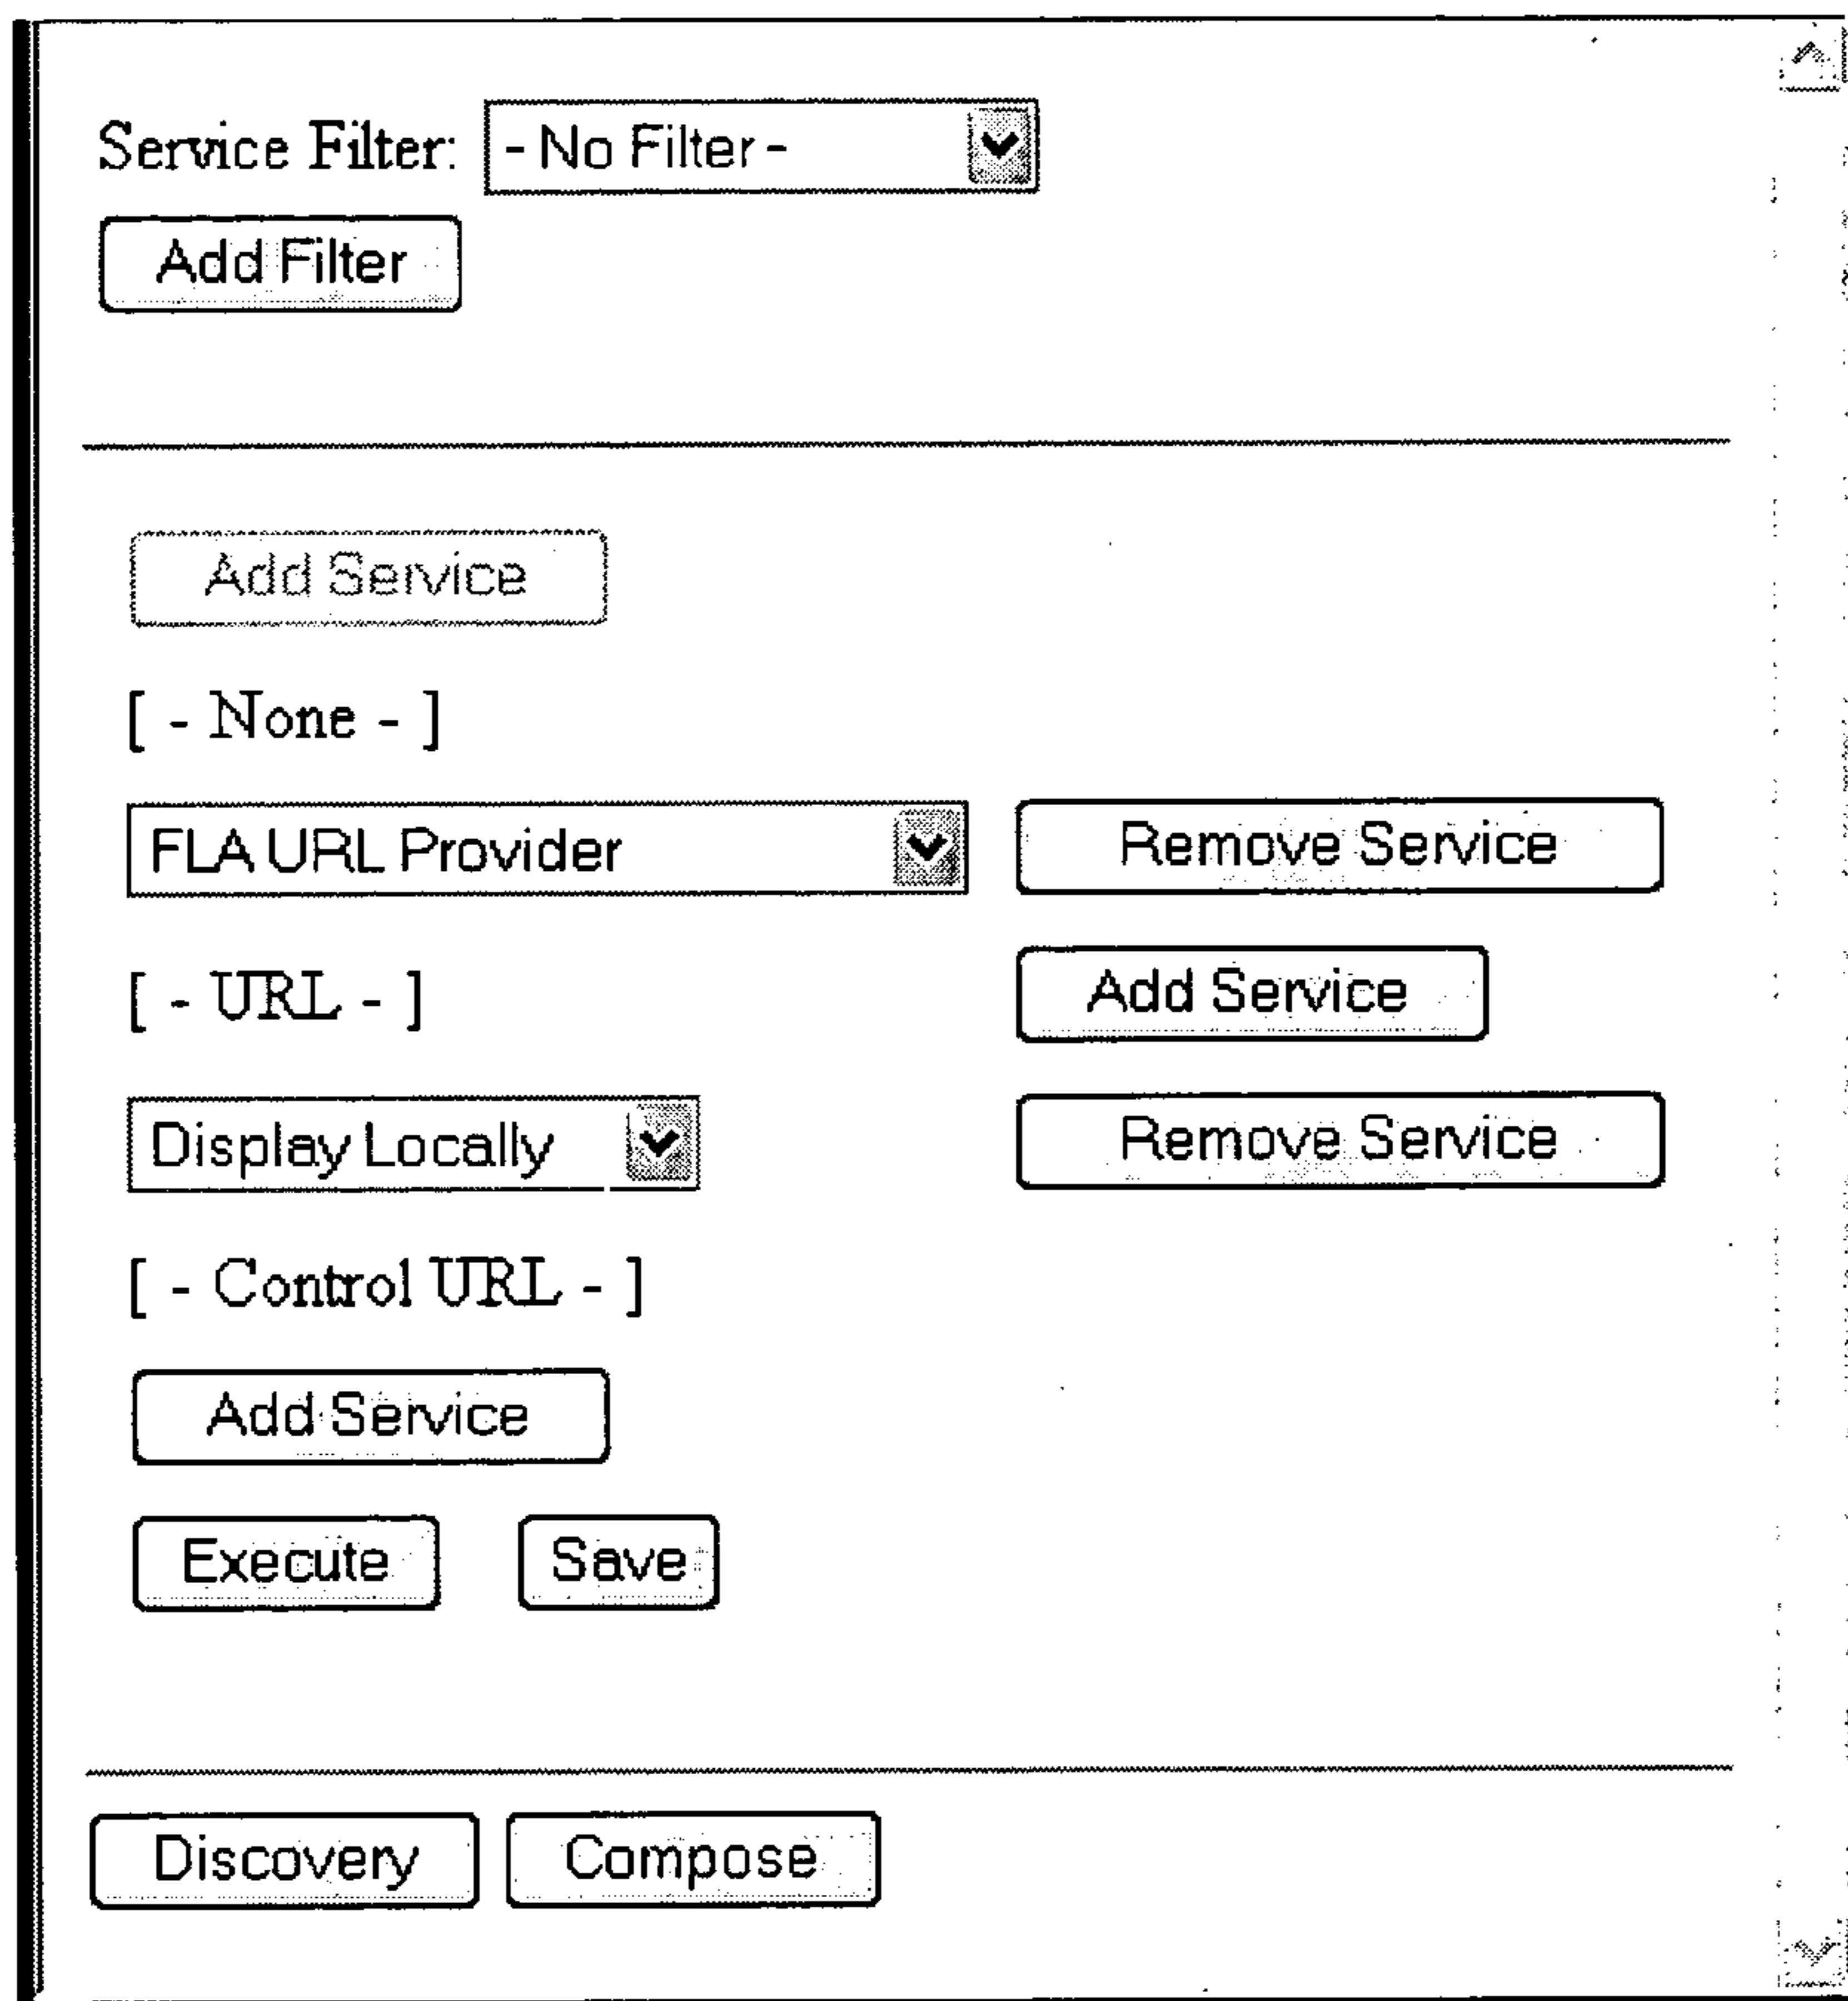 Service Filter: - No Filter -
Add Filter
Add Service
[ - None - ]
FLA URL Provider Remove Service
[ - URL - ] Add Service
Display Locally Remove Service
[ - Control URL - ]
Add Service
Execute Save
Discovery Compose